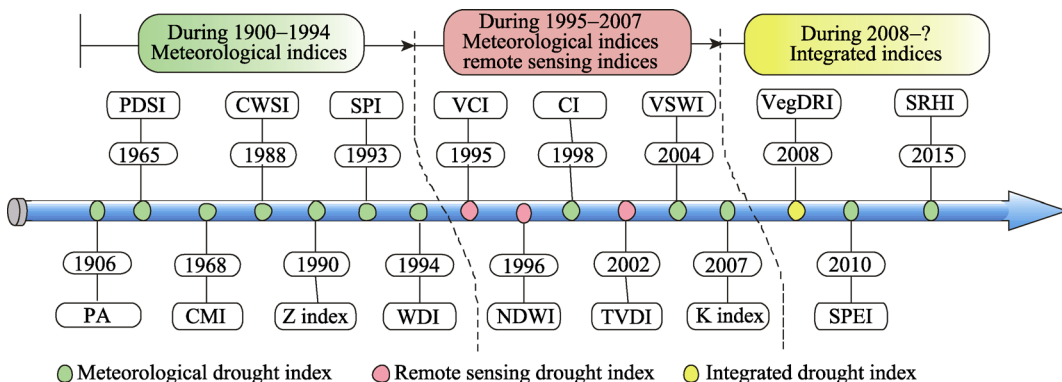 During 1900–1994
Meteorological indices
During 1995–2007
Meteorological indices
remote sensing indices
During 2008–?
Integrated indices
PDSI
CWSI
SPI
VCI
CI
VSWI
VegDRI
SRHI
1965
1988
1993
1995
1998
2004
2008
2015
1906
1968
1990
1994
1996
2002
2007
2010
PA
CMI
Z index
WDI
NDWI
TVDI
K index
SPEI
Meteorological drought index
Remote sensing drought index
Integrated drought index